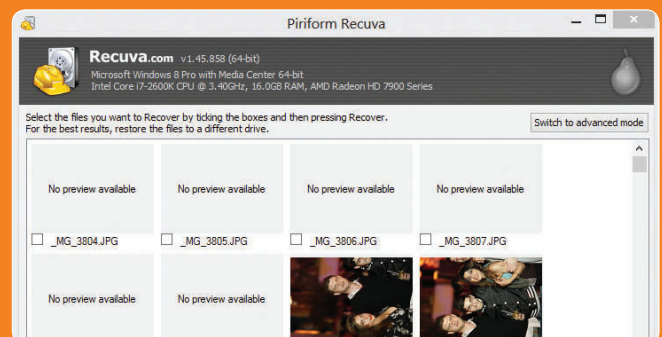 Piriform Recuva
Recuva.com v1.45.858 (64-bit)
Microsoft Windows 8 Pro with Media Center 64-bit
Intel Core i7-2600K CPU @ 3.40GHz, 16.0GB RAM, AMD Radeon HD 7900 Series
Select the files you want to Recover by ticking the boxes and then pressing Recover.
For the best results, restore the files to a different drive.
Switch to advanced mode
No preview available No preview available No preview available No preview available
_MG_3804.JPG _MG_3805.JPG _MG_3806.JPG _MG_3807.JPG
No preview available No preview available